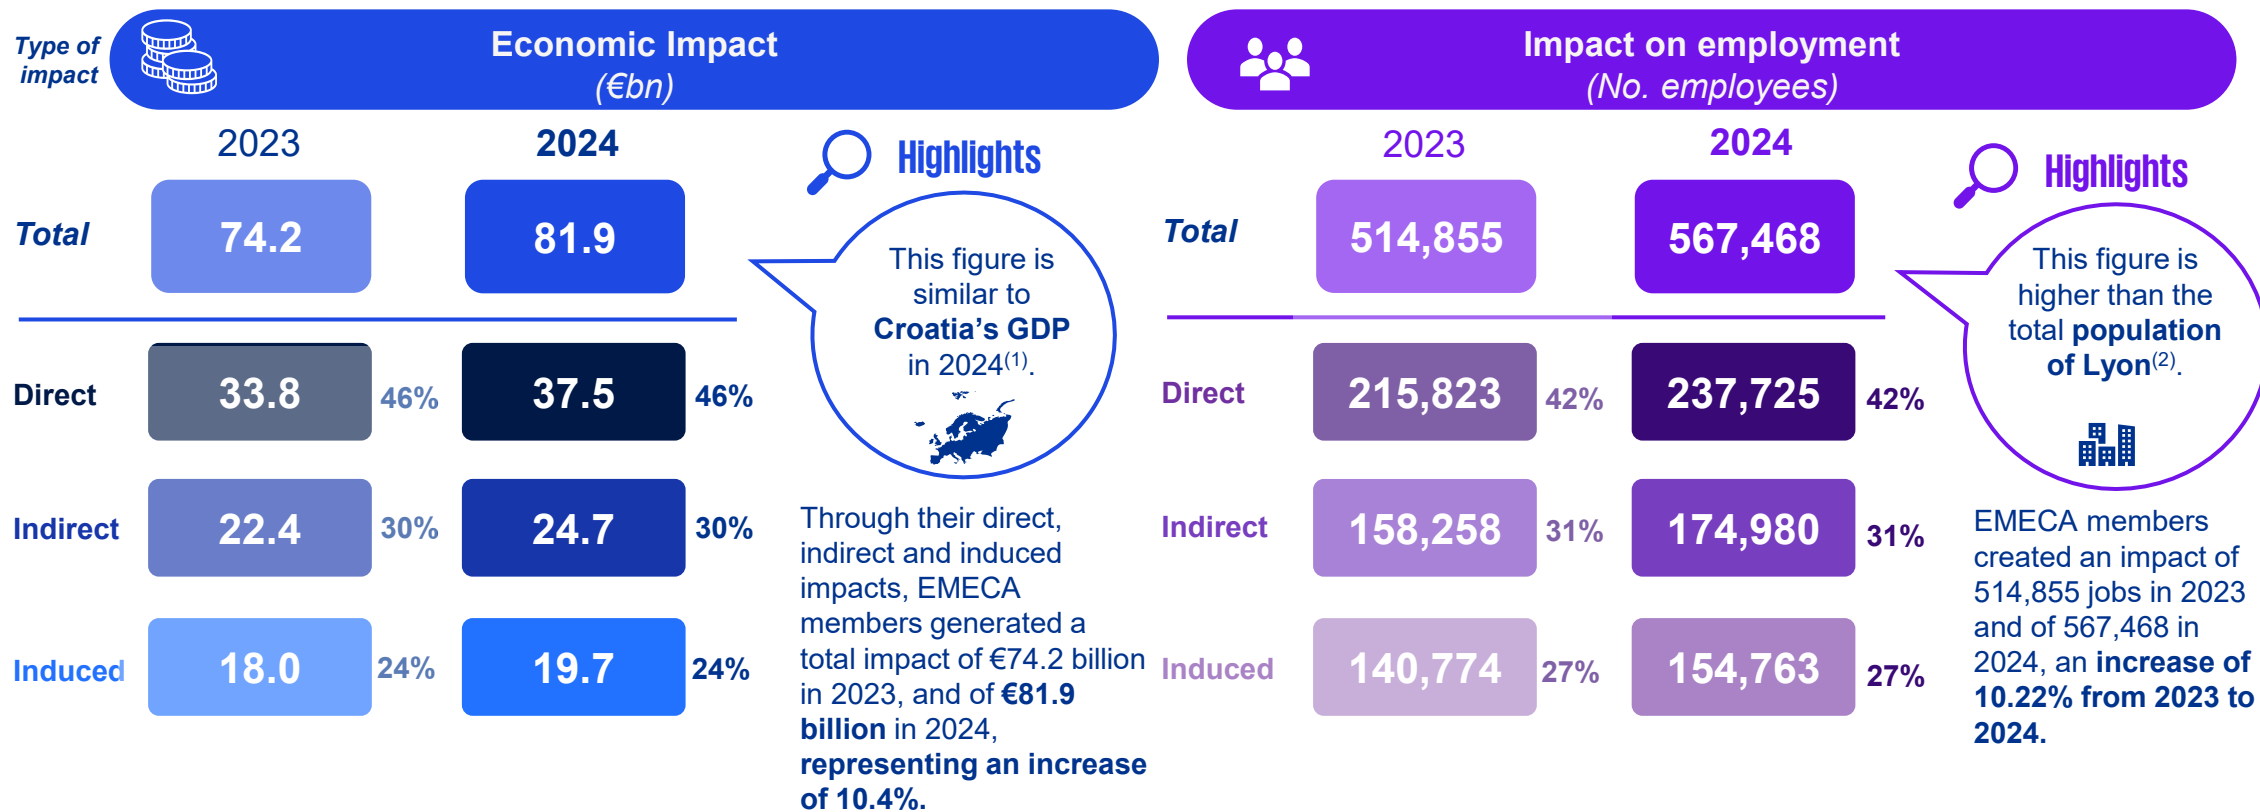 Type of
impact
Economic Impact
(€bn)
2023
2024
Highlights
Total
74.2
81.9
This figure is
similar to
Croatia's GDP
in 2024(1).
Direct
33.8
46%
37.5
46%
Indirect
22.4
30%
24.7
30%
Induced
18.0
24%
19.7
24%
Through their direct,
indirect and induced
impacts, EMECA
members generated a
total impact of €74.2 billion
in 2023, and of €81.9
billion in 2024,
representing an increase
of 10.4%.
Impact on employment
(No. employees)
2023
2024
Highlights
Total
514,855
567,468
This figure is
higher than the
total population
of Lyon(2).
Direct
215,823
42%
237,725
42%
Indirect
158,258
31%
174,980
31%
Induced
140,774
27%
154,763
27%
EMECA members
created an impact of
514,855 jobs in 2023
and of 567,468 in
2024, an increase of
10.22% from 2023 to
2024.